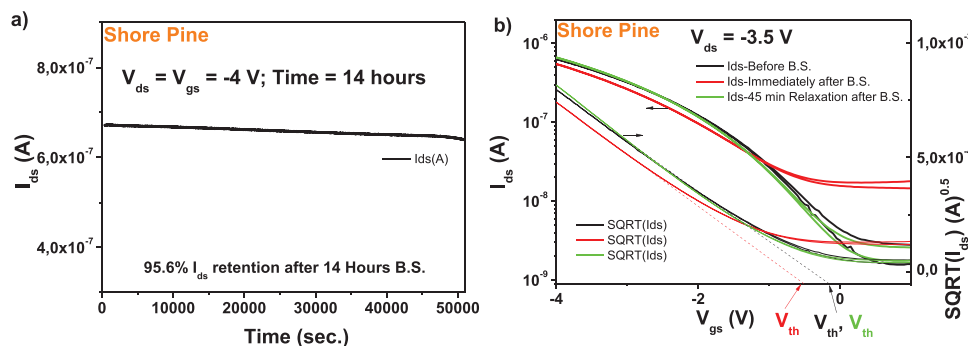 a)
Shore Pine
8,0x10⁻⁷
V_ds = V_gs = -4 V; Time = 14 hours
6,0x10⁻⁷
Ids(A)
I_ds (A)
4,0x10⁻⁷
95.6% I_ds retention after 14 Hours B.S.
0 10000 20000 30000 40000 50000
Time (sec.)
b)
Shore Pine
V_ds = -3.5 V
10⁻⁶
Ids-Before B.S.
Ids-Immediately after B.S.
Ids-45 min Relaxation after B.S.
10⁻⁷
I_ds (A)
10⁻⁸
SQRT(Ids)
SQRT(Ids)
SQRT(Ids)
10⁻⁹
0,0
SQRT(I_ds) (A)^0.5
-4 -2 0
V_gs (V)
V_th
V_th, V_th